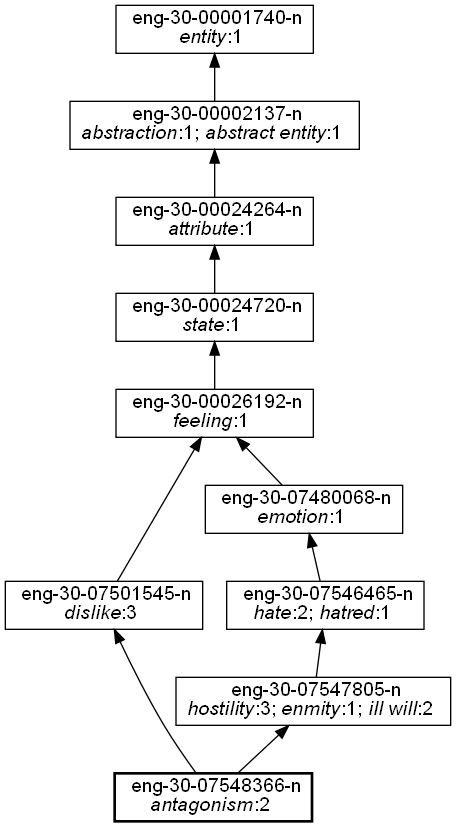 eng-30-00001740-n
entity:1
eng-30-00002137-n
abstraction:1; abstract entity:1
eng-30-00024264-n
attribute:1
eng-30-00024720-n
state:1
eng-30-00026192-n
feeling:1
eng-30-07480068-n
emotion:1
eng-30-07501545-n
dislike:3
eng-30-07546465-n
hate:2; hatred:1
eng-30-07547805-n
hostility:3; enmity:1; ill will:2
eng-30-07548366-n
antagonism:2